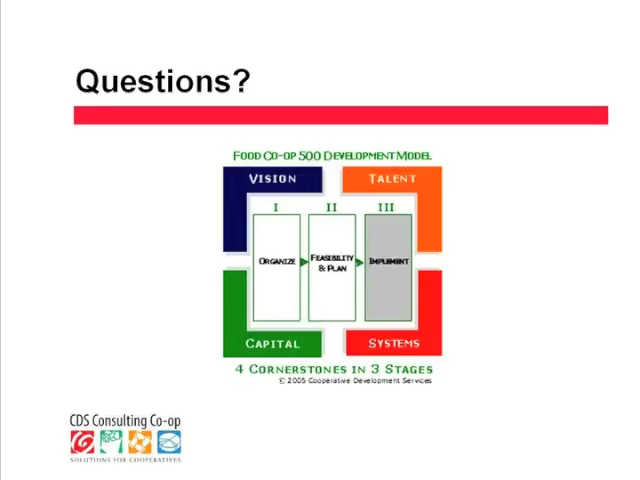 Questions?
FOOD CO-OP 500 DEVELOPMENT MODEL
VISION
TALENT
I II III
ORGANIZE
FEASIBILITY
& PLAN
IMPLEMENT
CAPITAL
SYSTEMS
4 CORNERSTONES IN 3 STAGES
© 2005 Cooperative Development Services
CDS Consulting Co-op
SOLUTIONS FOR COOPERATIVES